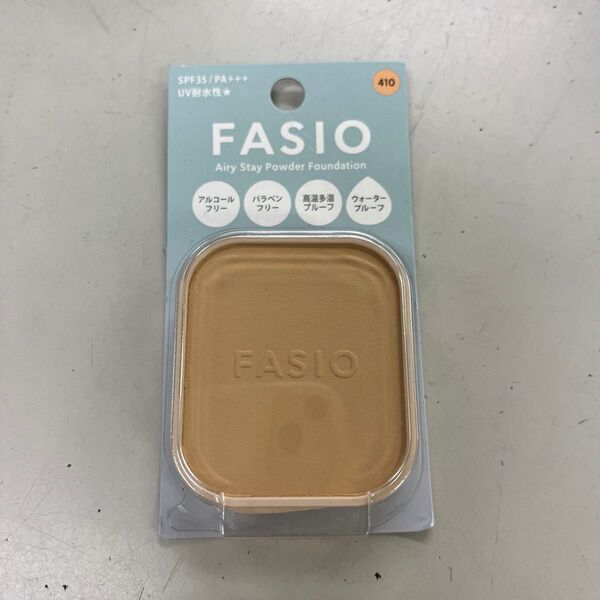 SPF35/PA+++
UV耐水性★
410
FASIO
Airy Stay Powder Foundation
アルコール
フリー
パラベン
フリー
高温多湿
プルーフ
ウォーター
プルーフ
FASIO